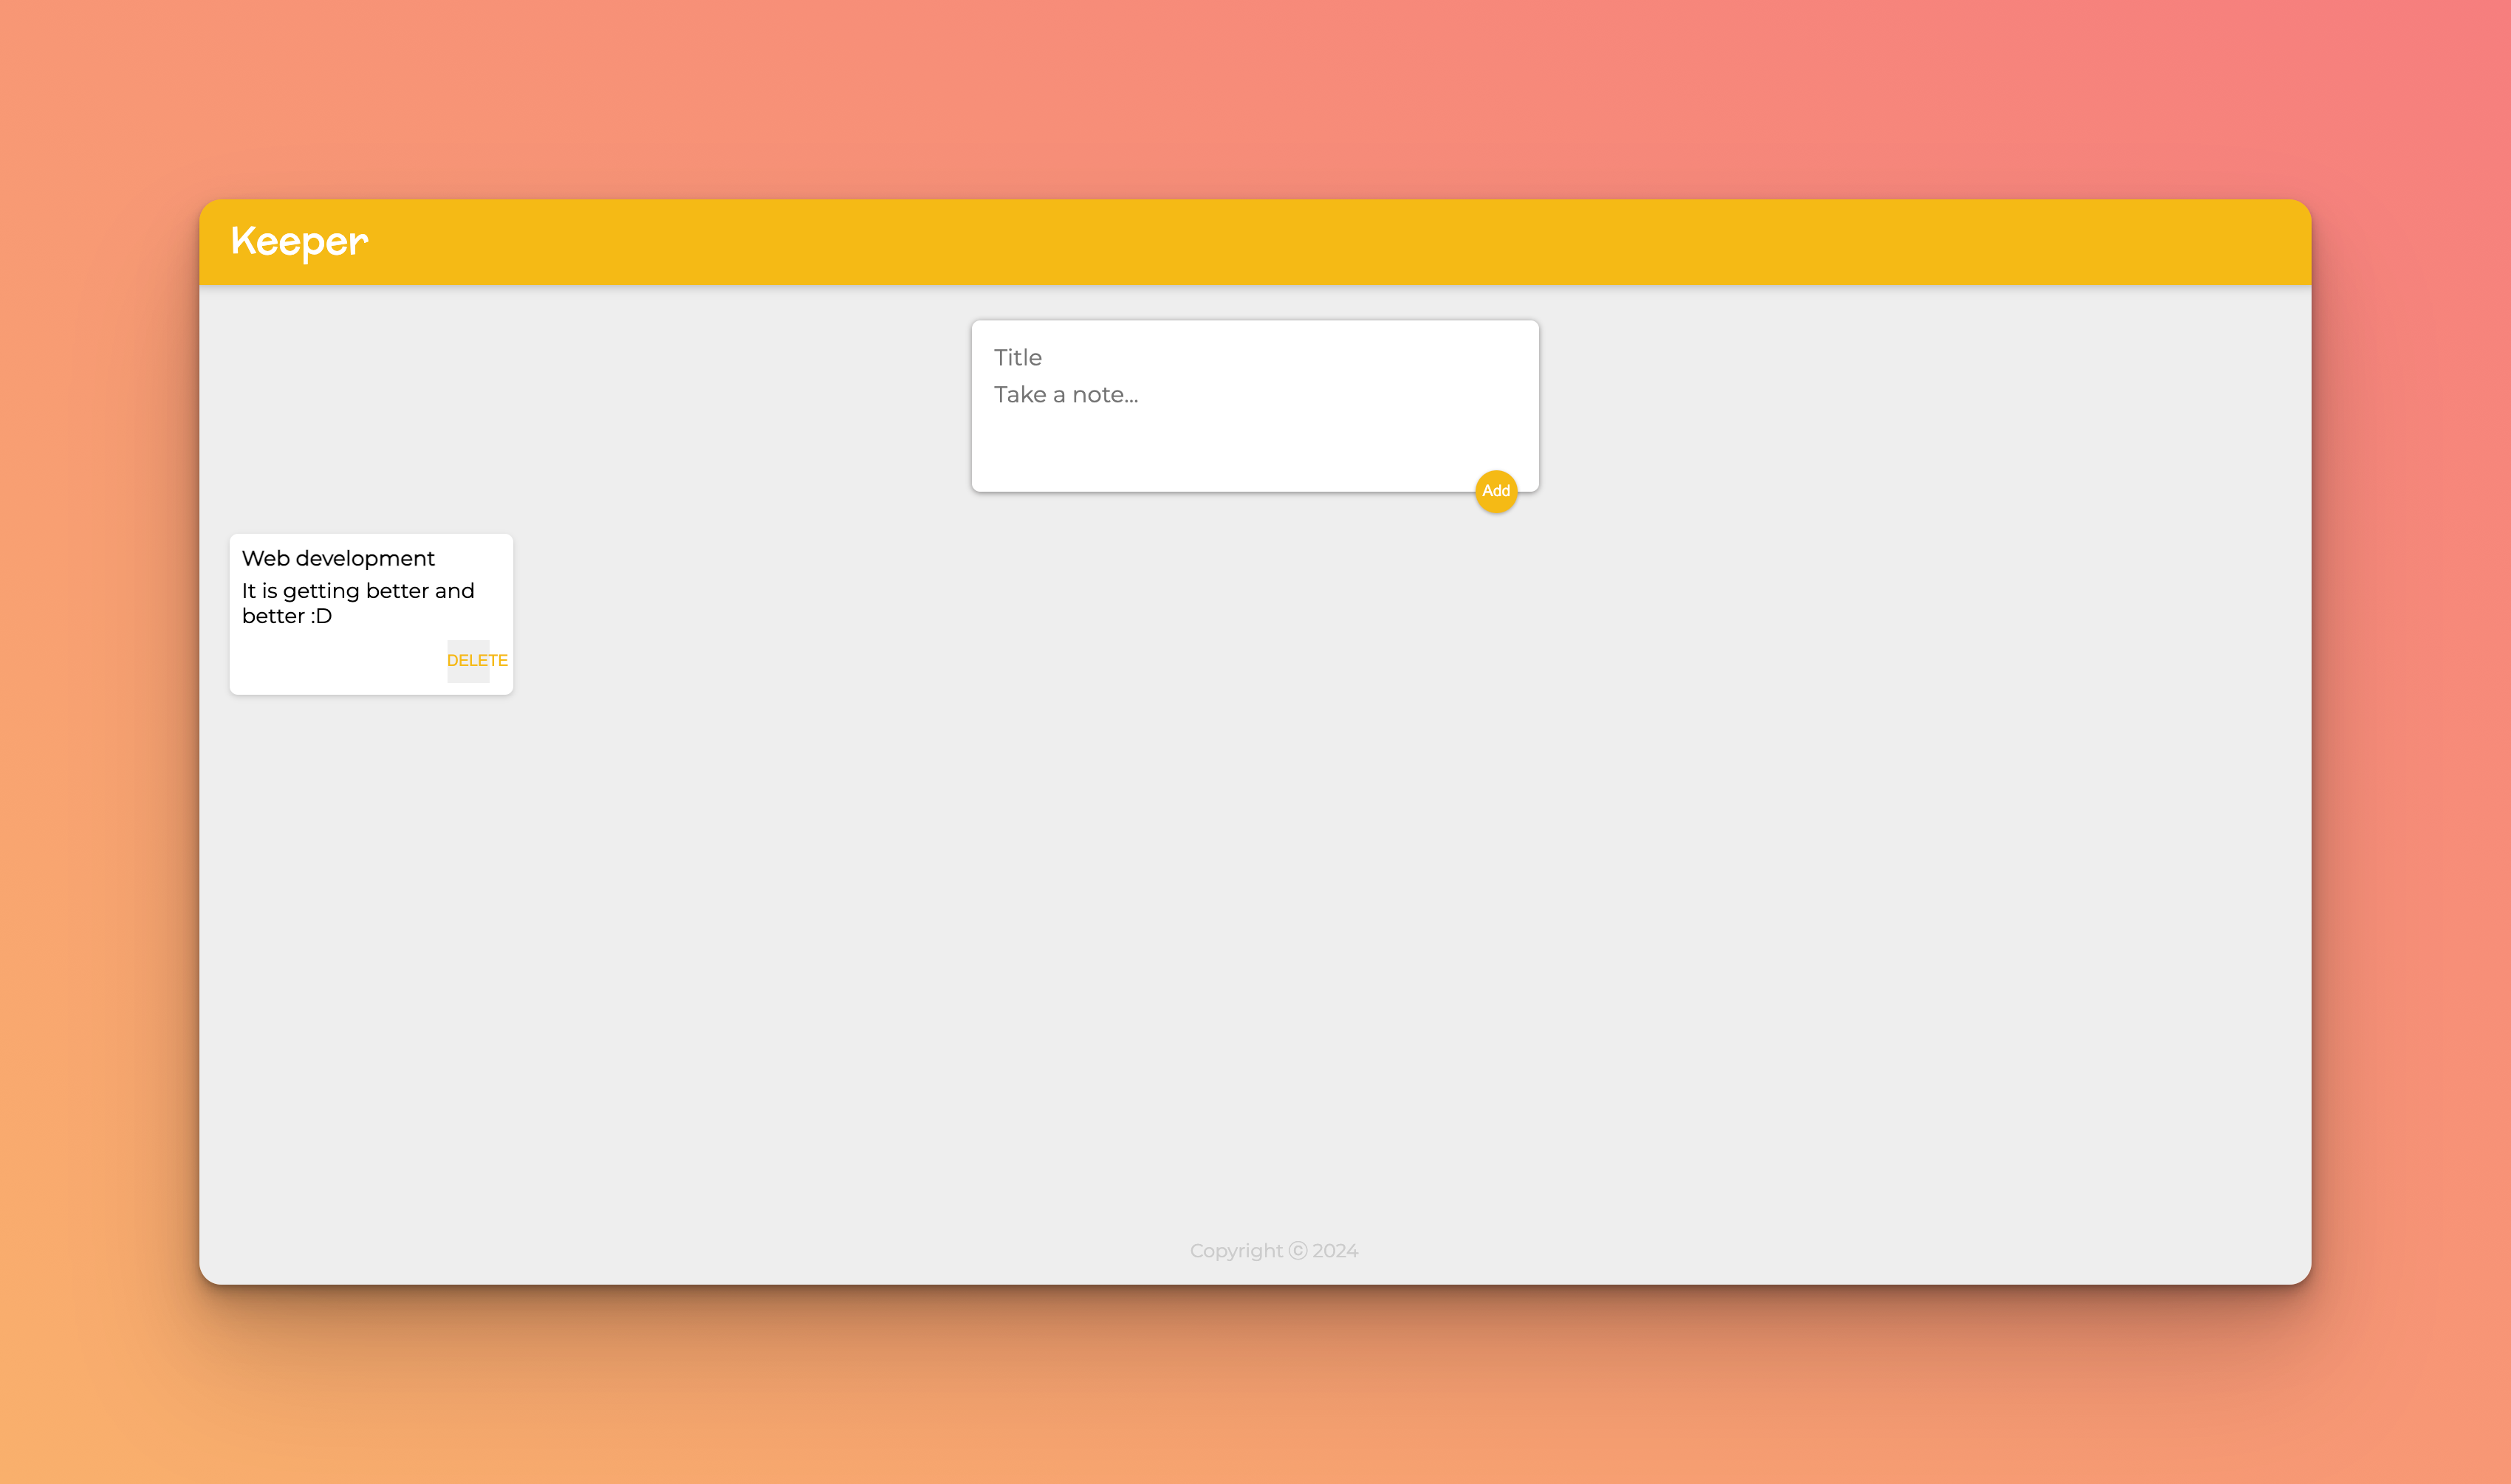 Keeper
Title
Take a note...
Add
Web development
It is getting better and
better :D
DELETE
Copyright ⓒ 2024